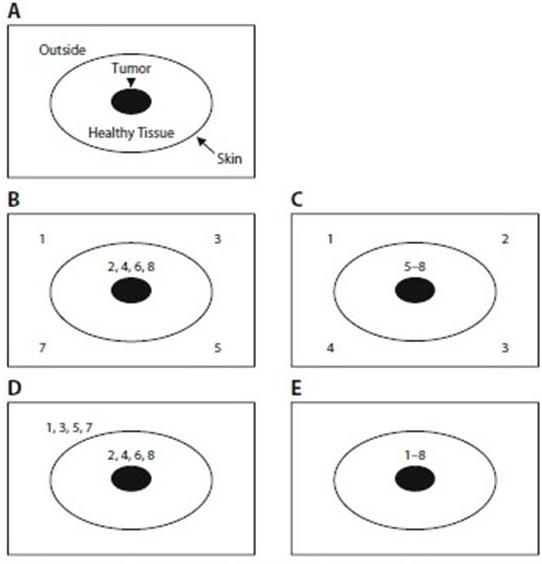 A
Outside
Tumor
Healthy Tissue
Skin
B
1 3
2, 4, 6, 8
7 5
C
1 2
5–8
4 3
D
1, 3, 5, 7
2, 4, 6, 8
E
1–8